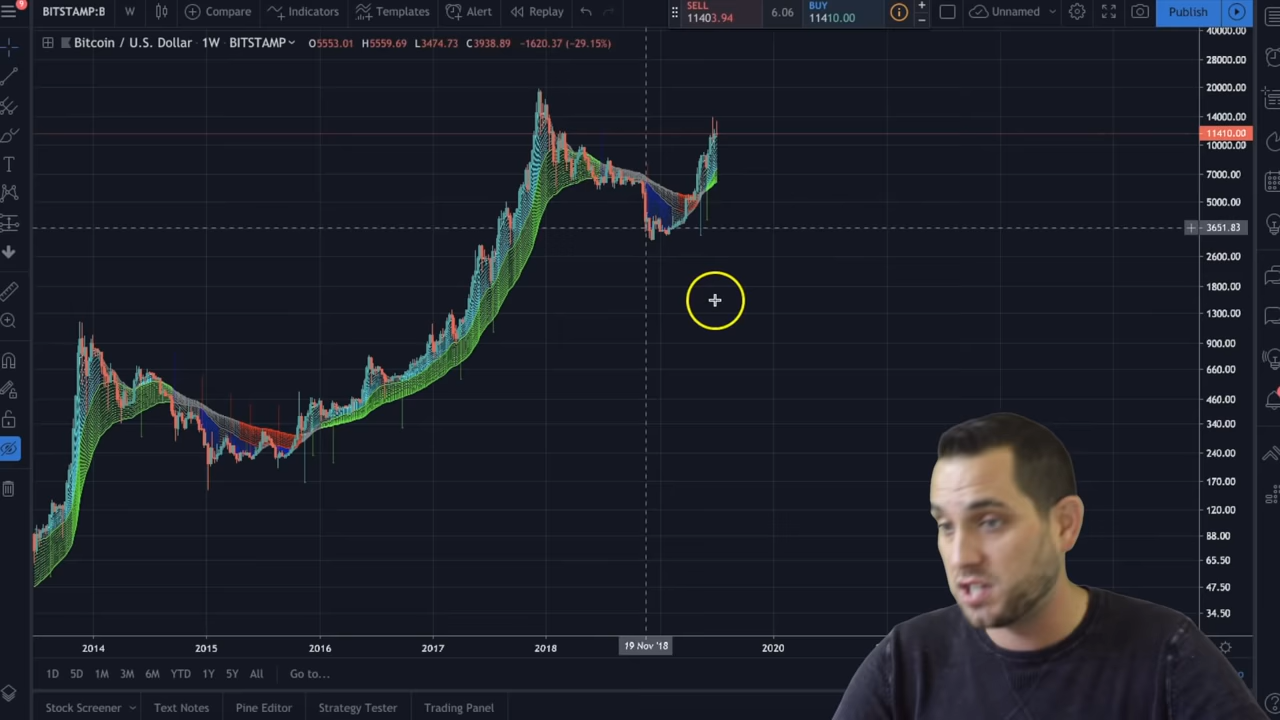 9
BITSTAMP:B
W
Compare
Indicators
Templates
Alert
Replay
SELL
11403.94
6.06
BUY
11410.00
Unnamed
Publish
Bitcoin / U.S. Dollar 1W BITSTAMP
O5553.01 H5559.69 L3474.73 C3938.89 -1620.37 (-29.15%)
40000.00
28000.00
20000.00
14000.00
11410.00
10000.00
7000.00
5000.00
3651.83
2600.00
1800.00
1300.00
900.00
660.00
460.00
340.00
240.00
170.00
120.00
88.00
65.50
47.50
34.50
2014
2015
2016
2017
2018
19 Nov '18
2020
1D 5D 1M 3M 6M YTD 1Y 5Y All Go to...
Stock Screener
Text Notes
Pine Editor
Strategy Tester
Trading Panel